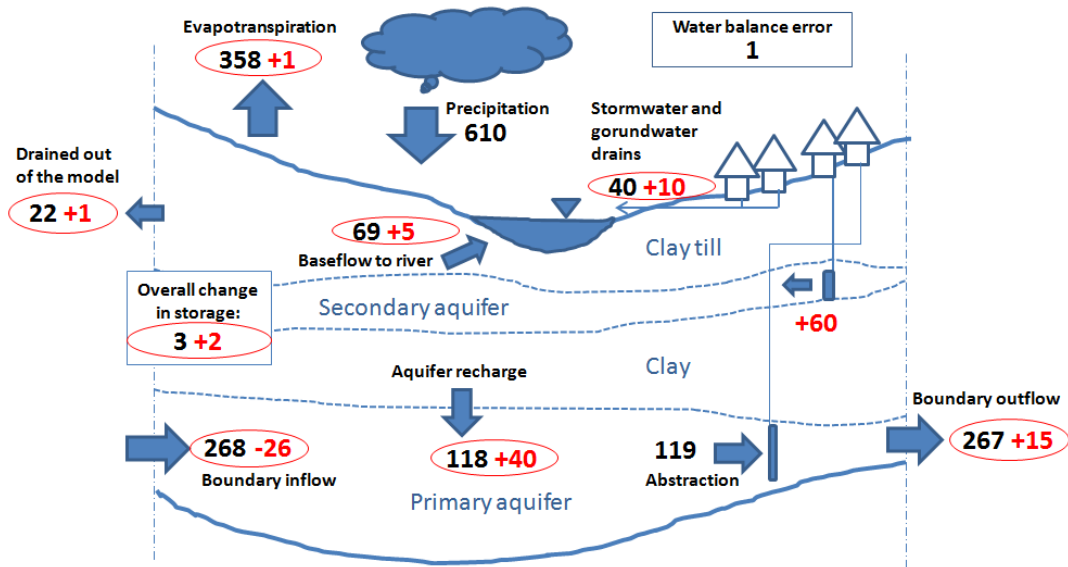 Evapotranspiration
358 +1
Water balance error
1
Precipitation
610
Stormwater and
gorundwater
drains
40 +10
Drained out
of the model
22 +1
69 +5
Baseflow to river
Clay till
Overall change
in storage:
3 +2
Secondary aquifer
+60
Clay
Aquifer recharge
118 +40
Boundary outflow
267 +15
268 -26
Boundary inflow
119
Abstraction
Primary aquifer